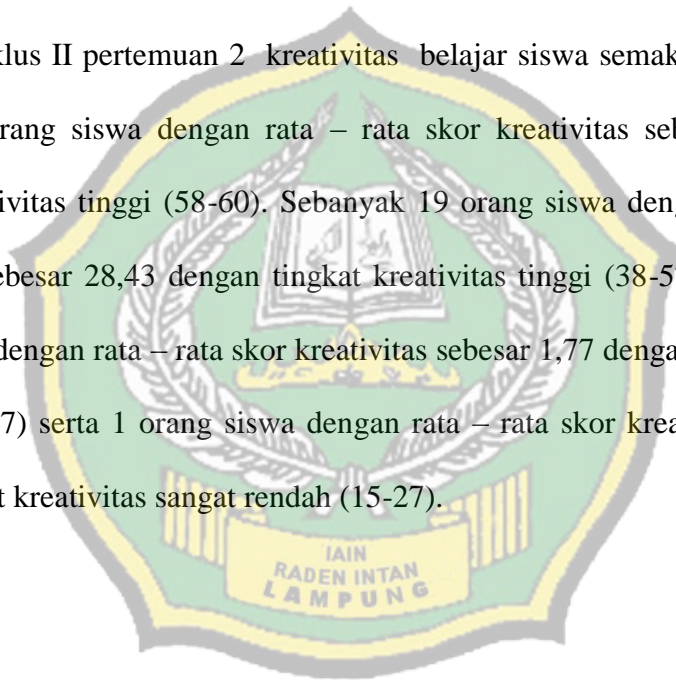 klus II pertemuan 2 kreativitas belajar siswa semak
rang siswa dengan rata – rata skor kreativitas seb
ivitas tinggi (58-60). Sebanyak 19 orang siswa deng
ebesar 28,43 dengan tingkat kreativitas tinggi (38-5
dengan rata – rata skor kreativitas sebesar 1,77 denga
7) serta 1 orang siswa dengan rata – rata skor krea
t kreativitas sangat rendah (15-27).
IAIN
RADEN INTAN
LAMPUNG